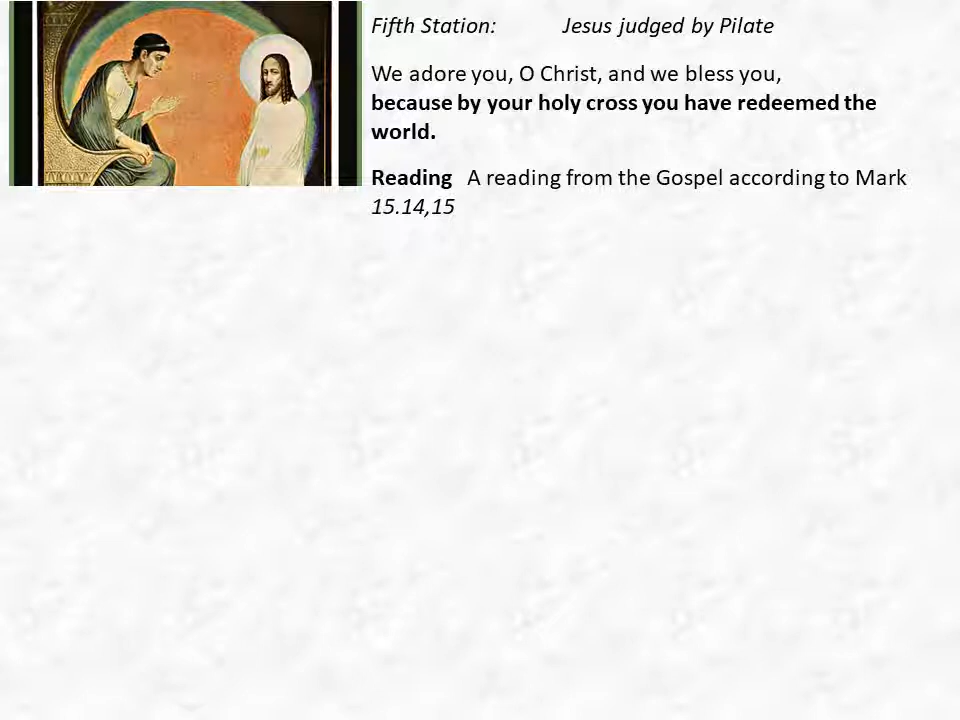 Fifth Station: Jesus judged by Pilate
We adore you, O Christ, and we bless you,
because by your holy cross you have redeemed the
world.
Reading A reading from the Gospel according to Mark
15.14,15